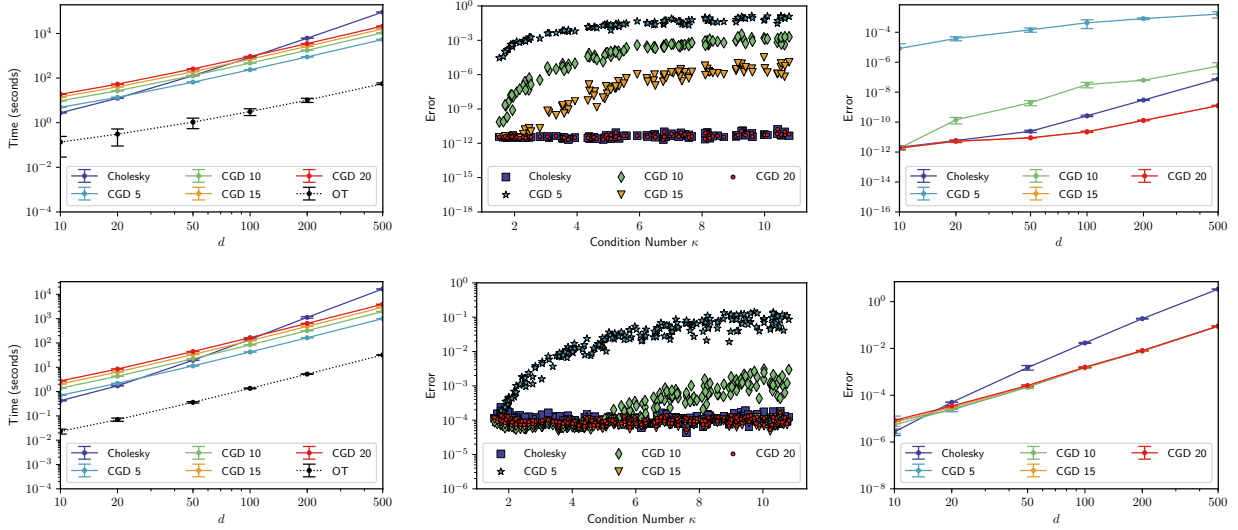 10^4
10^2
10^0
10^-2
10^-4
Time (seconds)
Cholesky
CGD 5
CGD 10
CGD 15
CGD 20
OT
10 20 50 100 200 500
d
10^0
10^-3
10^-6
10^-9
10^-12
10^-15
10^-18
Error
Cholesky
CGD 5
CGD 10
CGD 15
CGD 20
2 4 6 8 10
Condition Number κ
10^-4
10^-6
10^-8
10^-10
10^-12
10^-14
10^-16
Error
Cholesky
CGD 5
CGD 10
CGD 15
CGD 20
10 20 50 100 200 500
d
10^4
10^3
10^2
10^1
10^0
10^-1
10^-2
10^-3
10^-4
Time (seconds)
Cholesky
CGD 5
CGD 10
CGD 15
CGD 20
OT
10 20 50 100 200 500
d
10^0
10^-1
10^-2
10^-3
10^-4
10^-5
10^-6
Error
Cholesky
CGD 5
CGD 10
CGD 15
CGD 20
2 4 6 8 10
Condition Number κ
10^0
10^-2
10^-4
10^-6
10^-8
Error
Cholesky
CGD 5
CGD 10
CGD 15
CGD 20
10 20 50 100 200 500
d